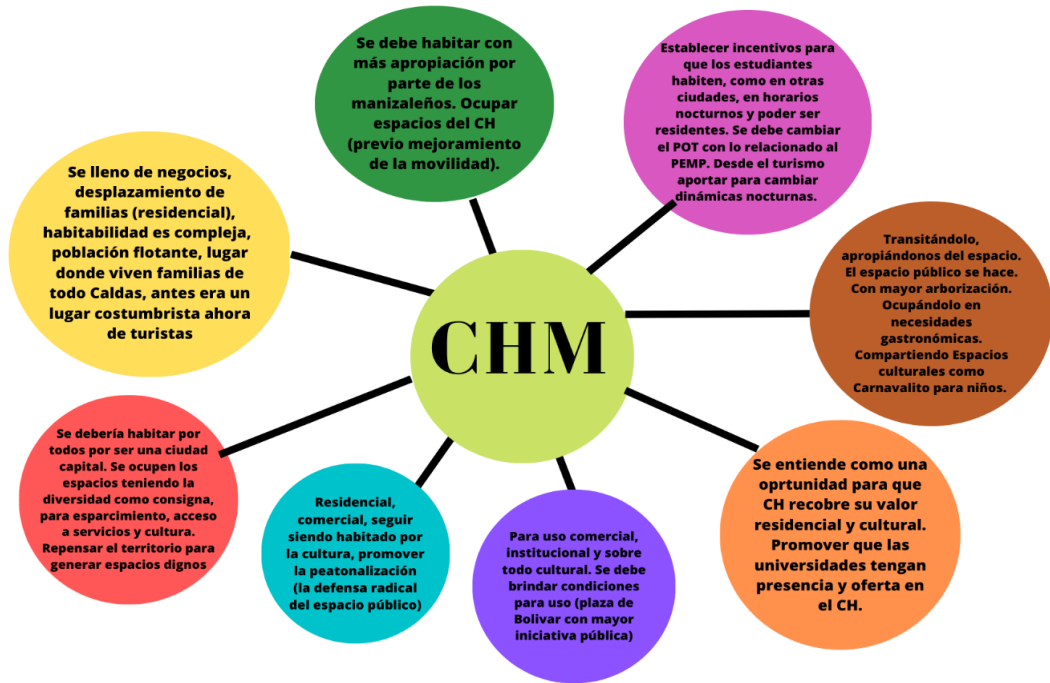 Se debe habitar con
más apropiación por
parte de los
manizaleños. Ocupar
espacios del CH
(previo mejoramiento
de la movilidad).
Establecer incentivos para
que los estudiantes
habiten, como en otras
ciudades, en horarios
nocturnos y poder ser
residentes. Se debe cambiar
el POT con lo relacionado al
PEMP. Desde el turismo
aportar para cambiar
dinámicas nocturnas.
Se lleno de negocios,
desplazamiento de
familias (residencial),
habitabilidad es compleja,
población flotante, lugar
donde viven familias de
todo Caldas, antes era un
lugar costumbrista ahora
de turistas
Transitándolo,
apropiándonos del espacio.
El espacio público se hace.
Con mayor arborización.
Ocupándolo en
necesidades
gastronómicas.
Compartiendo Espacios
culturales como
Carnavalito para niños.
CHM
Se debería habitar por
todos por ser una ciudad
capital. Se ocupen los
espacios teniendo la
diversidad como consigna,
para esparcimiento, acceso
a servicios y cultura.
Repensar el territorio para
generar espacios dignos
Residencial,
comercial, seguir
siendo habitado por
la cultura, promover
la peatonalización
(la defensa radical
del espacio público)
Para uso comercial,
institucional y sobre
todo cultural. Se debe
brindar condiciones
para uso (plaza de
Bolivar con mayor
iniciativa pública)
Se entiende como una
oprtunidad para que
CH recobre su valor
residencial y cultural.
Promover que las
universidades tengan
presencia y oferta en
el CH.